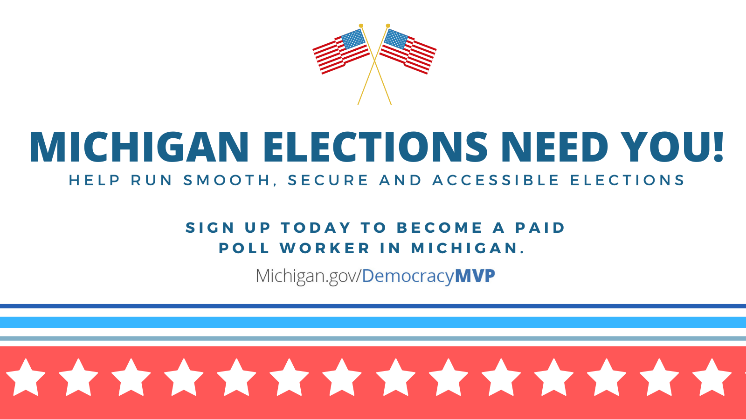 MICHIGAN ELECTIONS NEED YOU!
HELP RUN SMOOTH, SECURE AND ACCESSIBLE ELECTIONS
SIGN UP TODAY TO BECOME A PAID
POLL WORKER IN MICHIGAN.
Michigan.gov/DemocracyMVP